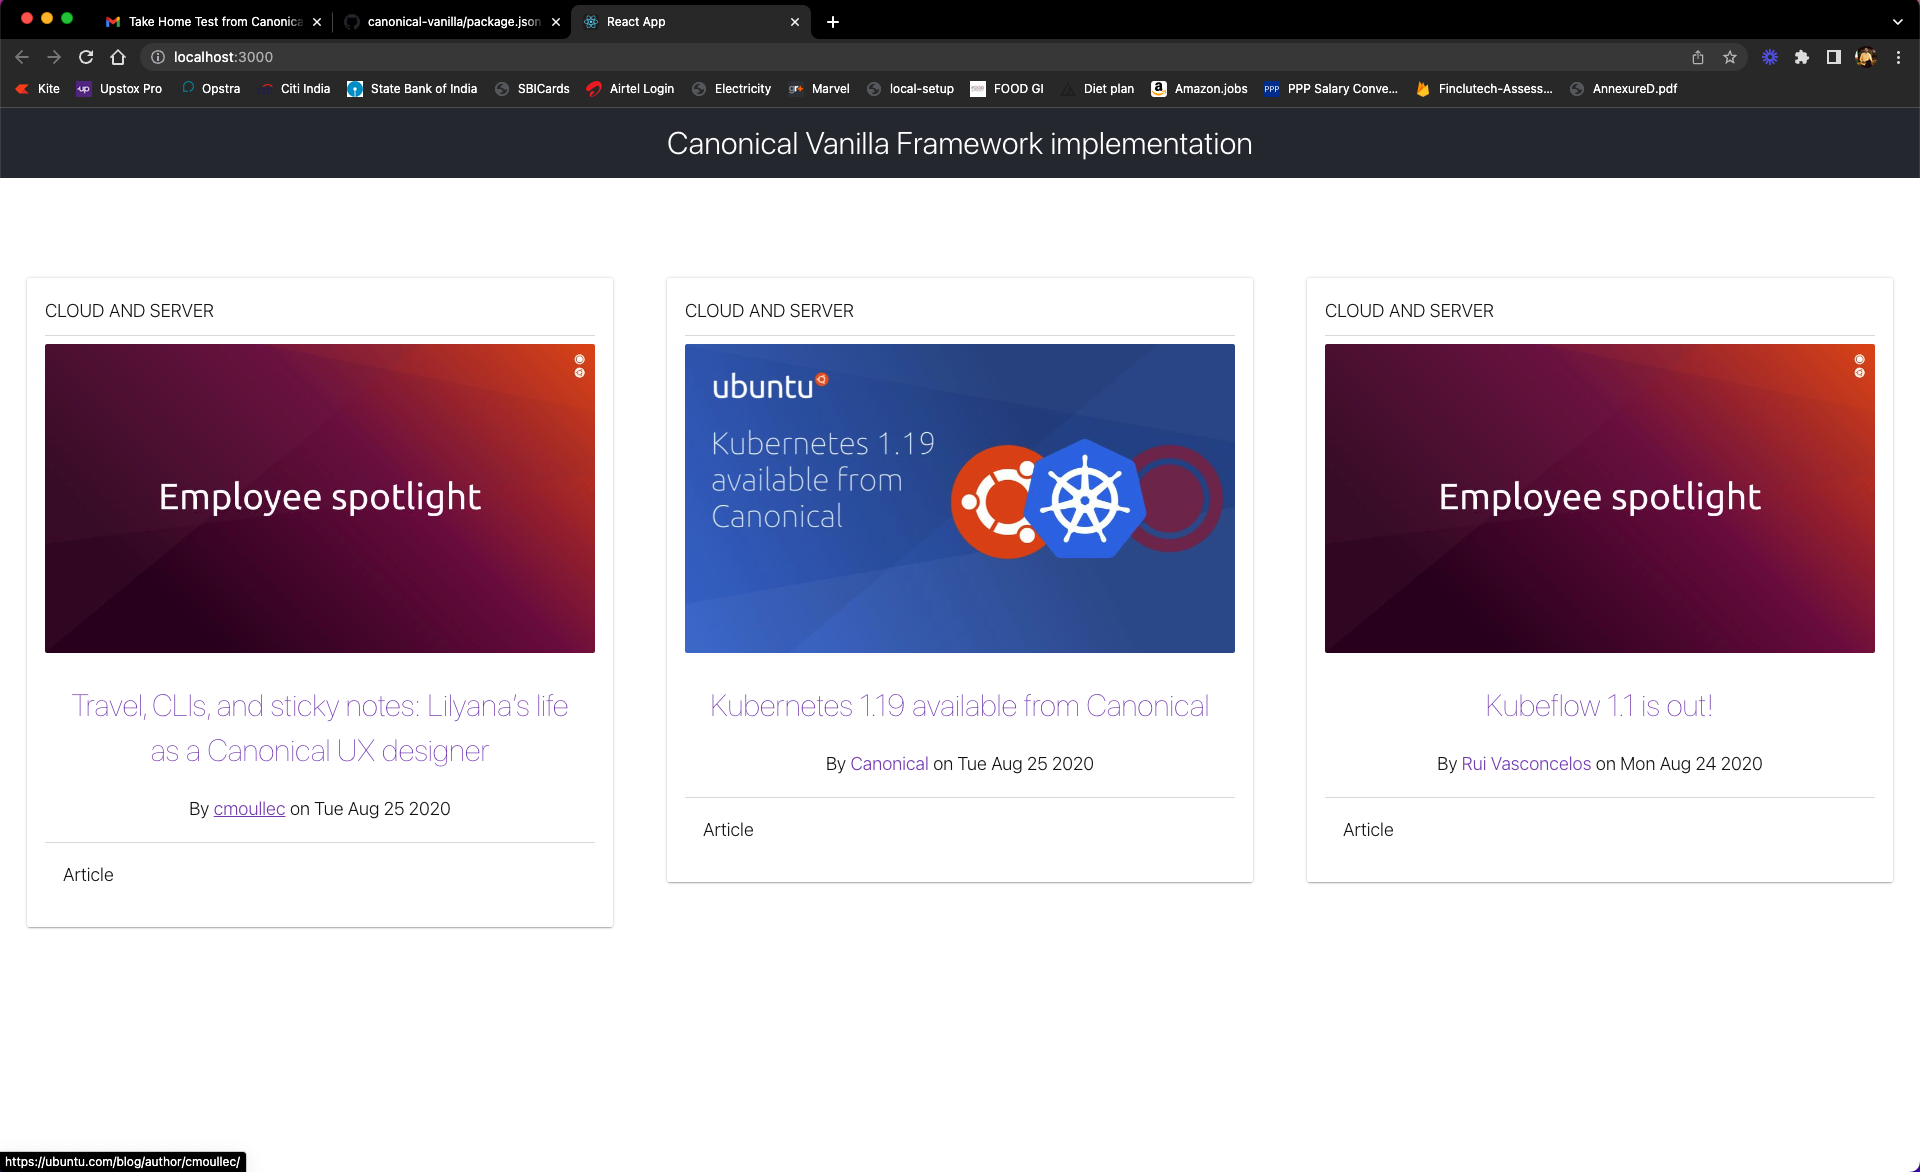 Take Home Test from Canonica
canonical-vanilla/package.json
React App
localhost:3000
Kite
up
Upstox Pro
Opstra
Citi India
State Bank of India
SBICards
Airtel Login
Electricity
gr+
Marvel
local-setup
FOOD GI
Diet plan
a
Amazon.jobs
PPP
PPP Salary Conve...
Finclutech-Assess...
AnnexureD.pdf
Canonical Vanilla Framework implementation
CLOUD AND SERVER
Employee spotlight
Travel, CLIs, and sticky notes: Lilyana’s life
as a Canonical UX designer
By cmoullec on Tue Aug 25 2020
Article
CLOUD AND SERVER
ubuntu
Kubernetes 1.19
available from
Canonical
Kubernetes 1.19 available from Canonical
By Canonical on Tue Aug 25 2020
Article
CLOUD AND SERVER
Employee spotlight
Kubeflow 1.1 is out!
By Rui Vasconcelos on Mon Aug 24 2020
Article
https://ubuntu.com/blog/author/cmoullec/